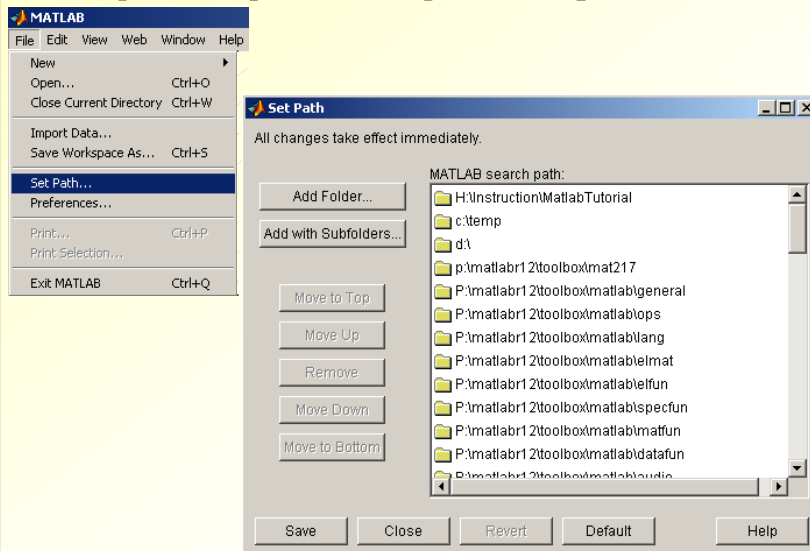 MATLAB
File Edit View Web Window Help
New
Open... Ctrl+O
Close Current Directory Ctrl+W
Import Data...
Save Workspace As... Ctrl+S
Set Path...
Preferences...
Print... Ctrl+P
Print Selection...
Exit MATLAB Ctrl+Q
Set Path
All changes take effect immediately.
MATLAB search path:
Add Folder...
Add with Subfolders...
Move to Top
Move Up
Remove
Move Down
Move to Bottom
H:\Instruction\MatlabTutorial
c:\temp
d:\
p:\matlabr12\toolbox\mat217
P:\matlabr12\toolbox\matlab\general
P:\matlabr12\toolbox\matlab\ops
P:\matlabr12\toolbox\matlab\lang
P:\matlabr12\toolbox\matlab\elmat
P:\matlabr12\toolbox\matlab\elfun
P:\matlabr12\toolbox\matlab\specfun
P:\matlabr12\toolbox\matlab\matfun
P:\matlabr12\toolbox\matlab\datafun
P:\matlabr12\toolbox\matlab\audio
Save Close Revert Default Help